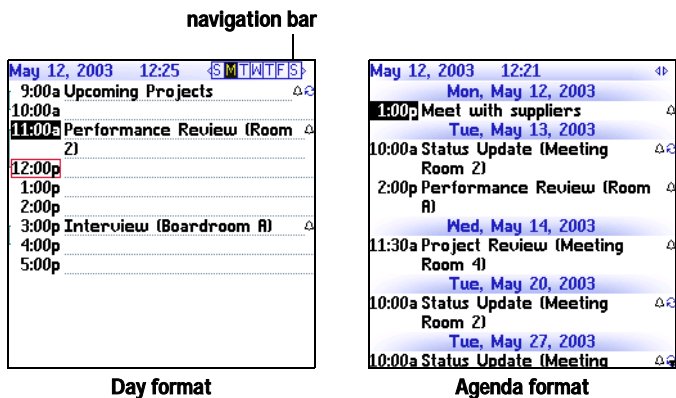 navigation bar
May 12, 2003 12:25 S M T W T F S
9:00a Upcoming Projects
10:00a
11:00a Performance Review (Room
2)
12:00p
1:00p
2:00p
3:00p Interview (Boardroom A)
4:00p
5:00p
Day format
May 12, 2003 12:21
Mon, May 12, 2003
1:00p Meet with suppliers
Tue, May 13, 2003
10:00a Status Update (Meeting
Room 2)
2:00p Performance Review (Room
A)
Wed, May 14, 2003
11:30a Project Review (Meeting
Room 4)
Tue, May 20, 2003
10:00a Status Update (Meeting
Room 2)
Tue, May 27, 2003
10:00a Status Update (Meeting
Agenda format